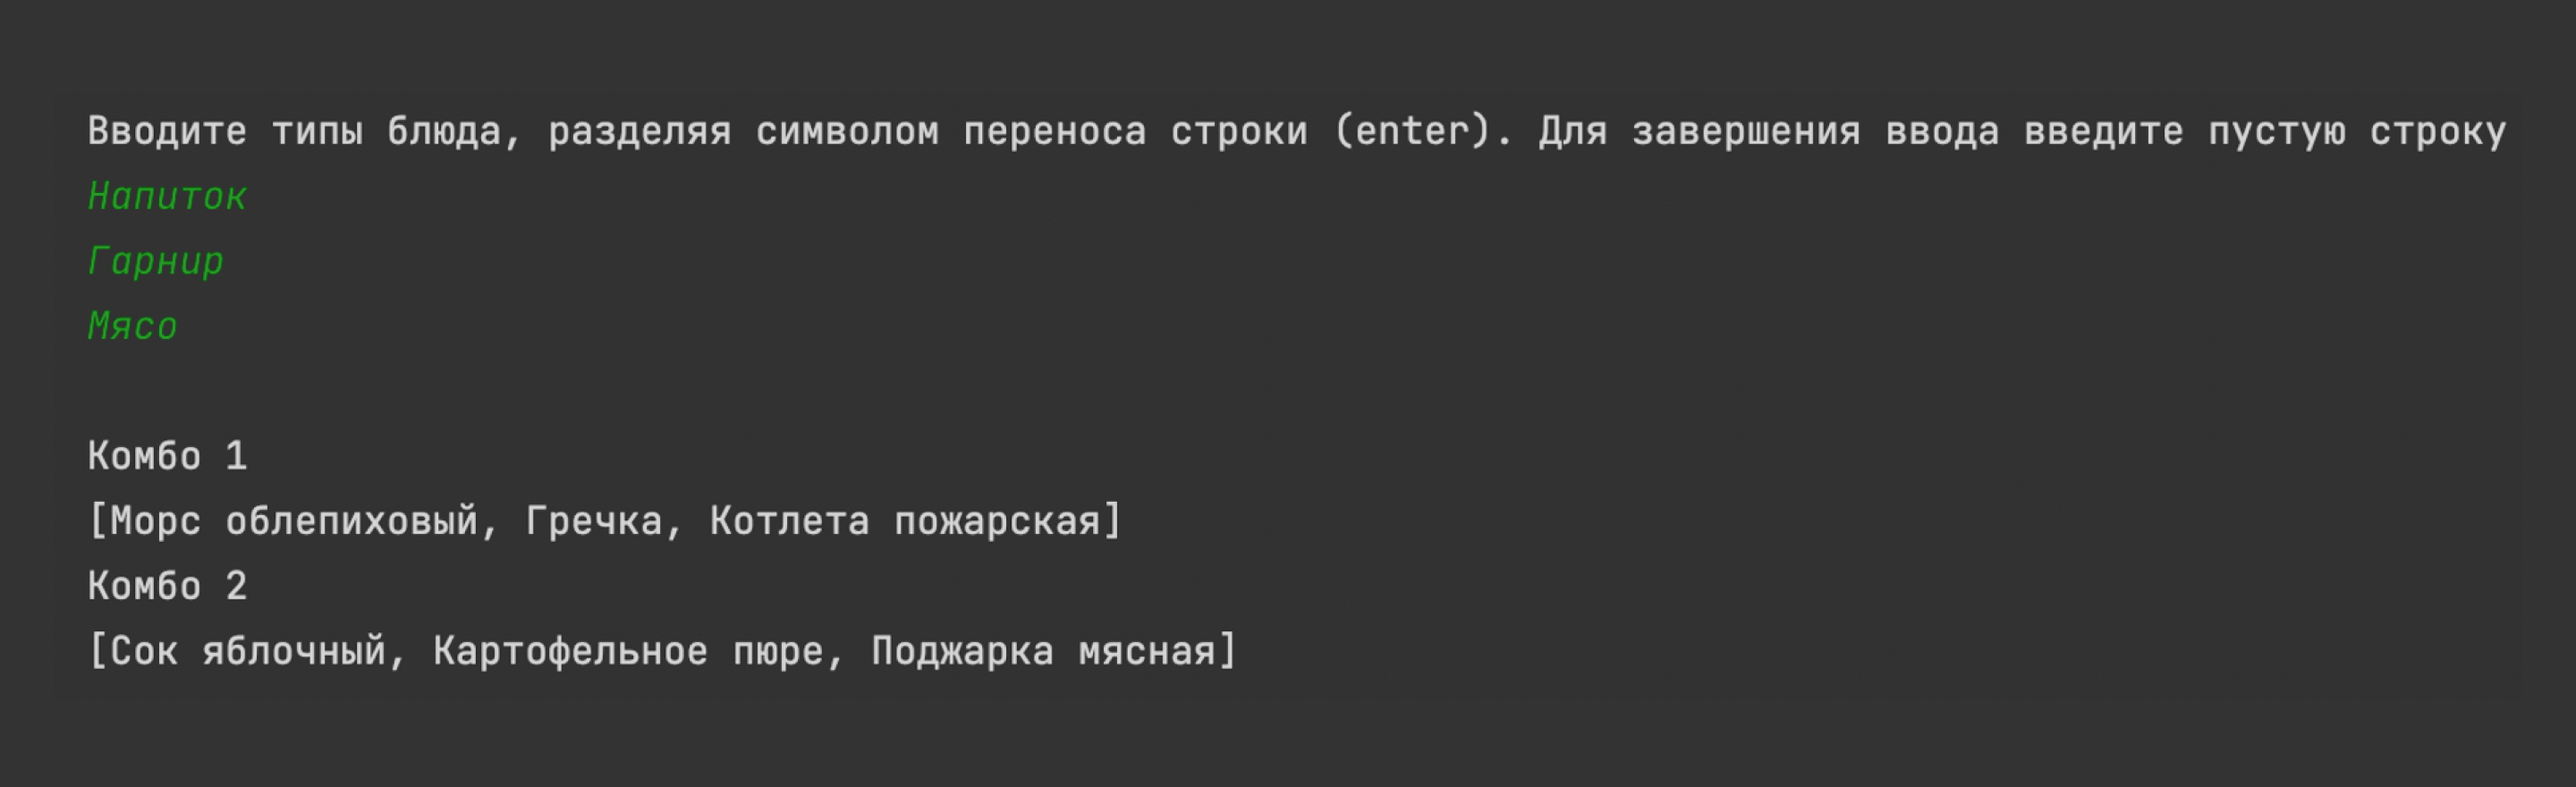 Вводите типы блюда, разделяя символом переноса строки (enter). Для завершения ввода введите пустую строку
Напиток
Гарнир
Мясо
Комбо 1
[Морс облепиховый, Гречка, Котлета пожарская]
Комбо 2
[Сок яблочный, Картофельное пюре, Поджарка мясная]